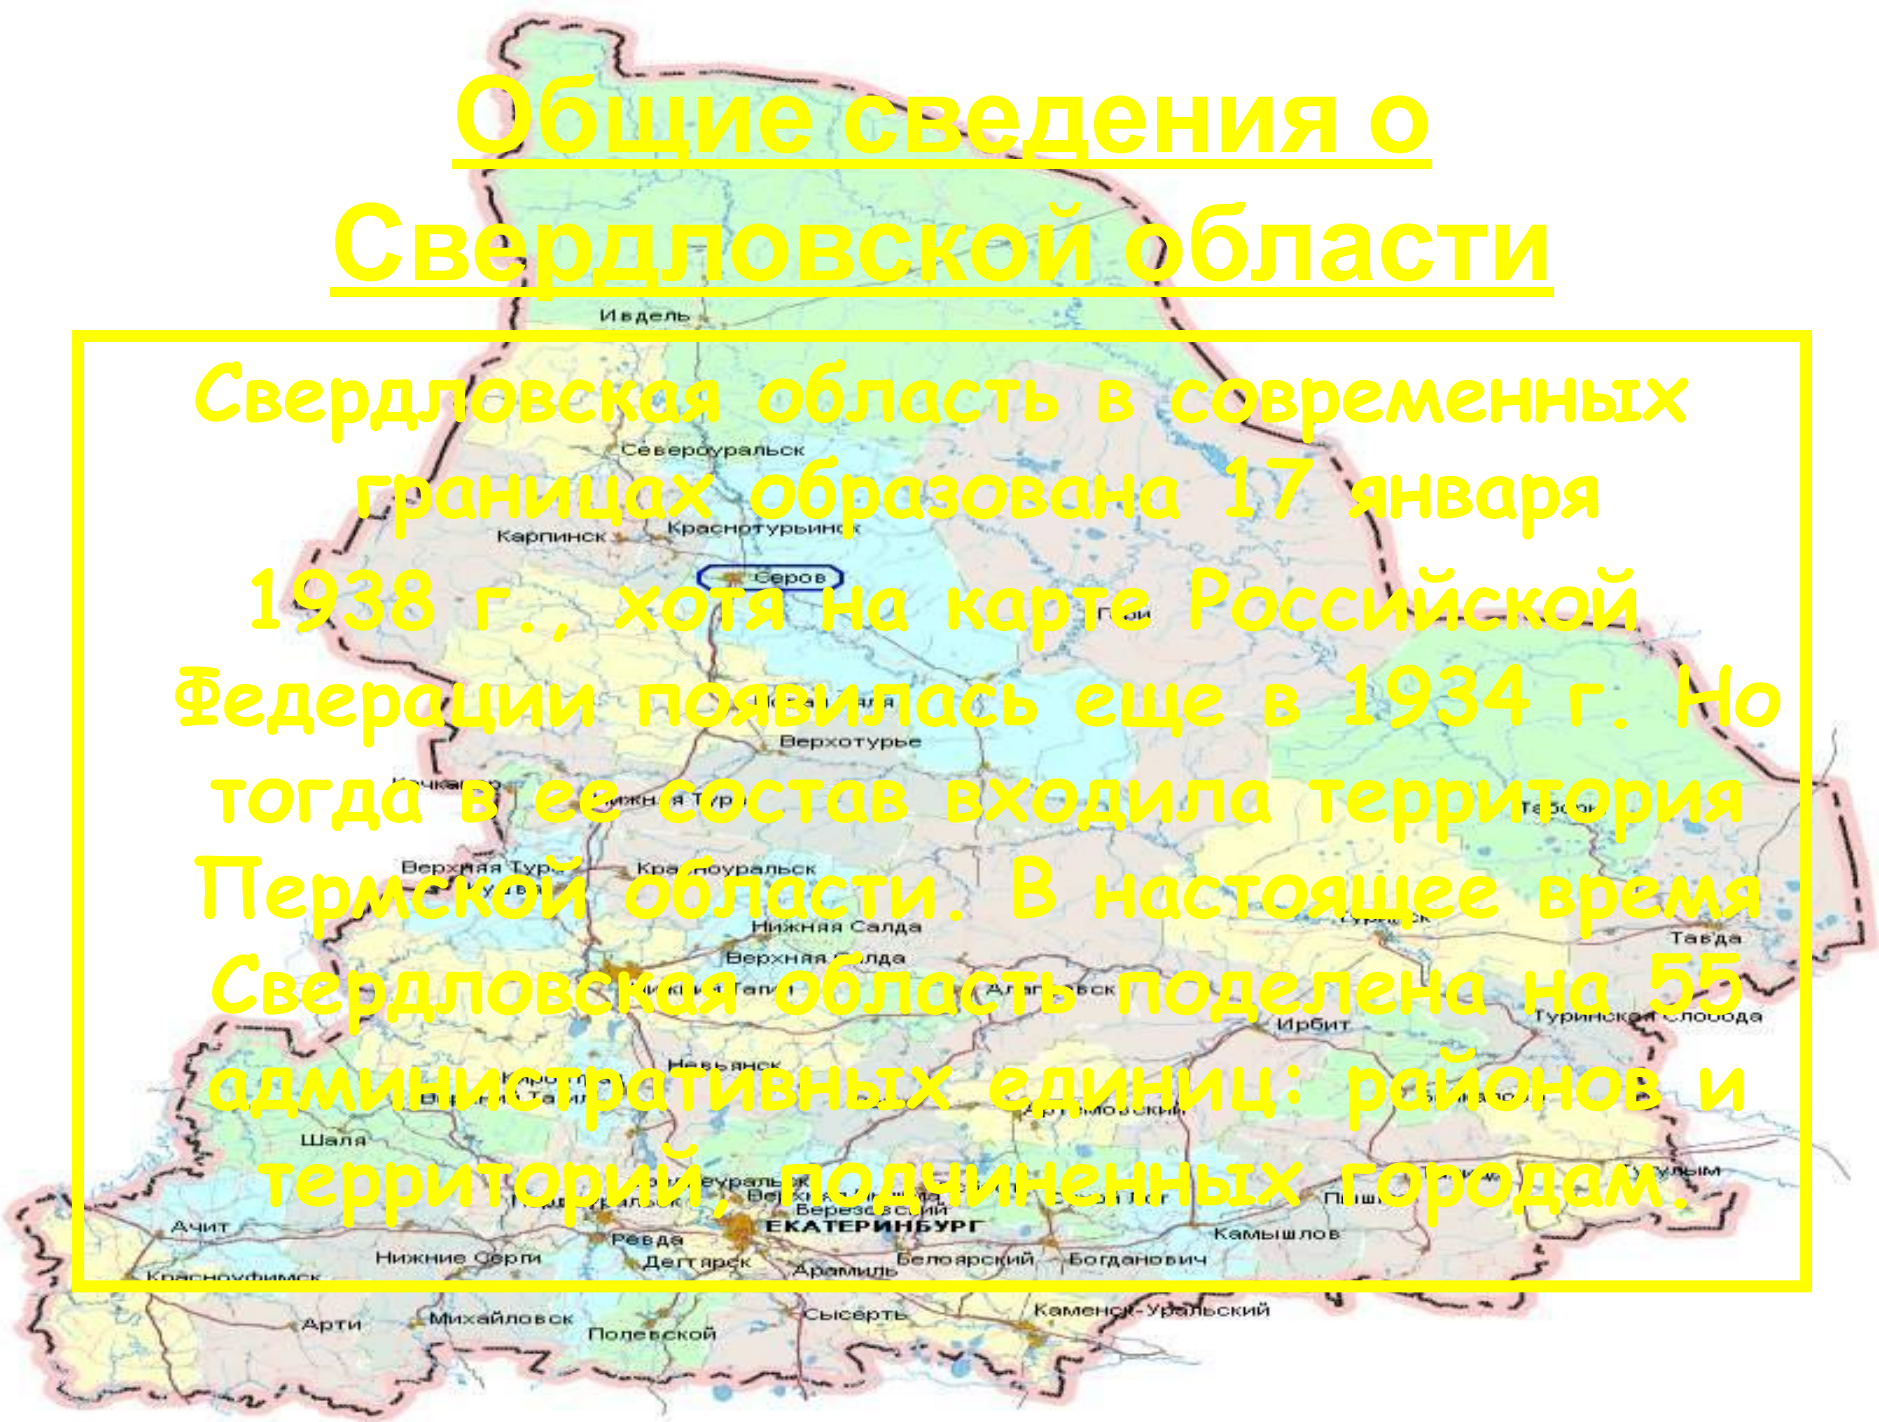 Общие сведения о
Свердловской области
Ивдель
Свердловская область в современных
Североуральск
границах образована 17 января
Карпинск
Краснотурьинск
Серов
1938 г., хотя на карте Российской
Гари
Федерации появилась еще в 1934 г. Но
Верхотурье
тогда в ее состав входила территория
Пермской области. В настоящее время
Красноуральск
Нижняя Салда
Тавда
Верхняя Салда
Свердловская область поделена на 55
Ирбит
Туринская Слобода
Невьянск
административных единиц: районов и
Артемовский
Шаля
территорий, подчиненных городам.
Березовский
Ачит
ЕКАТЕРИНБУРГ
Ревда
Камышлов
Нижние Серги
Дегтярск
Арамиль
Белоярский
Богданович
Красноуфимск
Арти
Михайловск
Полевской
Сысерть
Каменск-Уральский